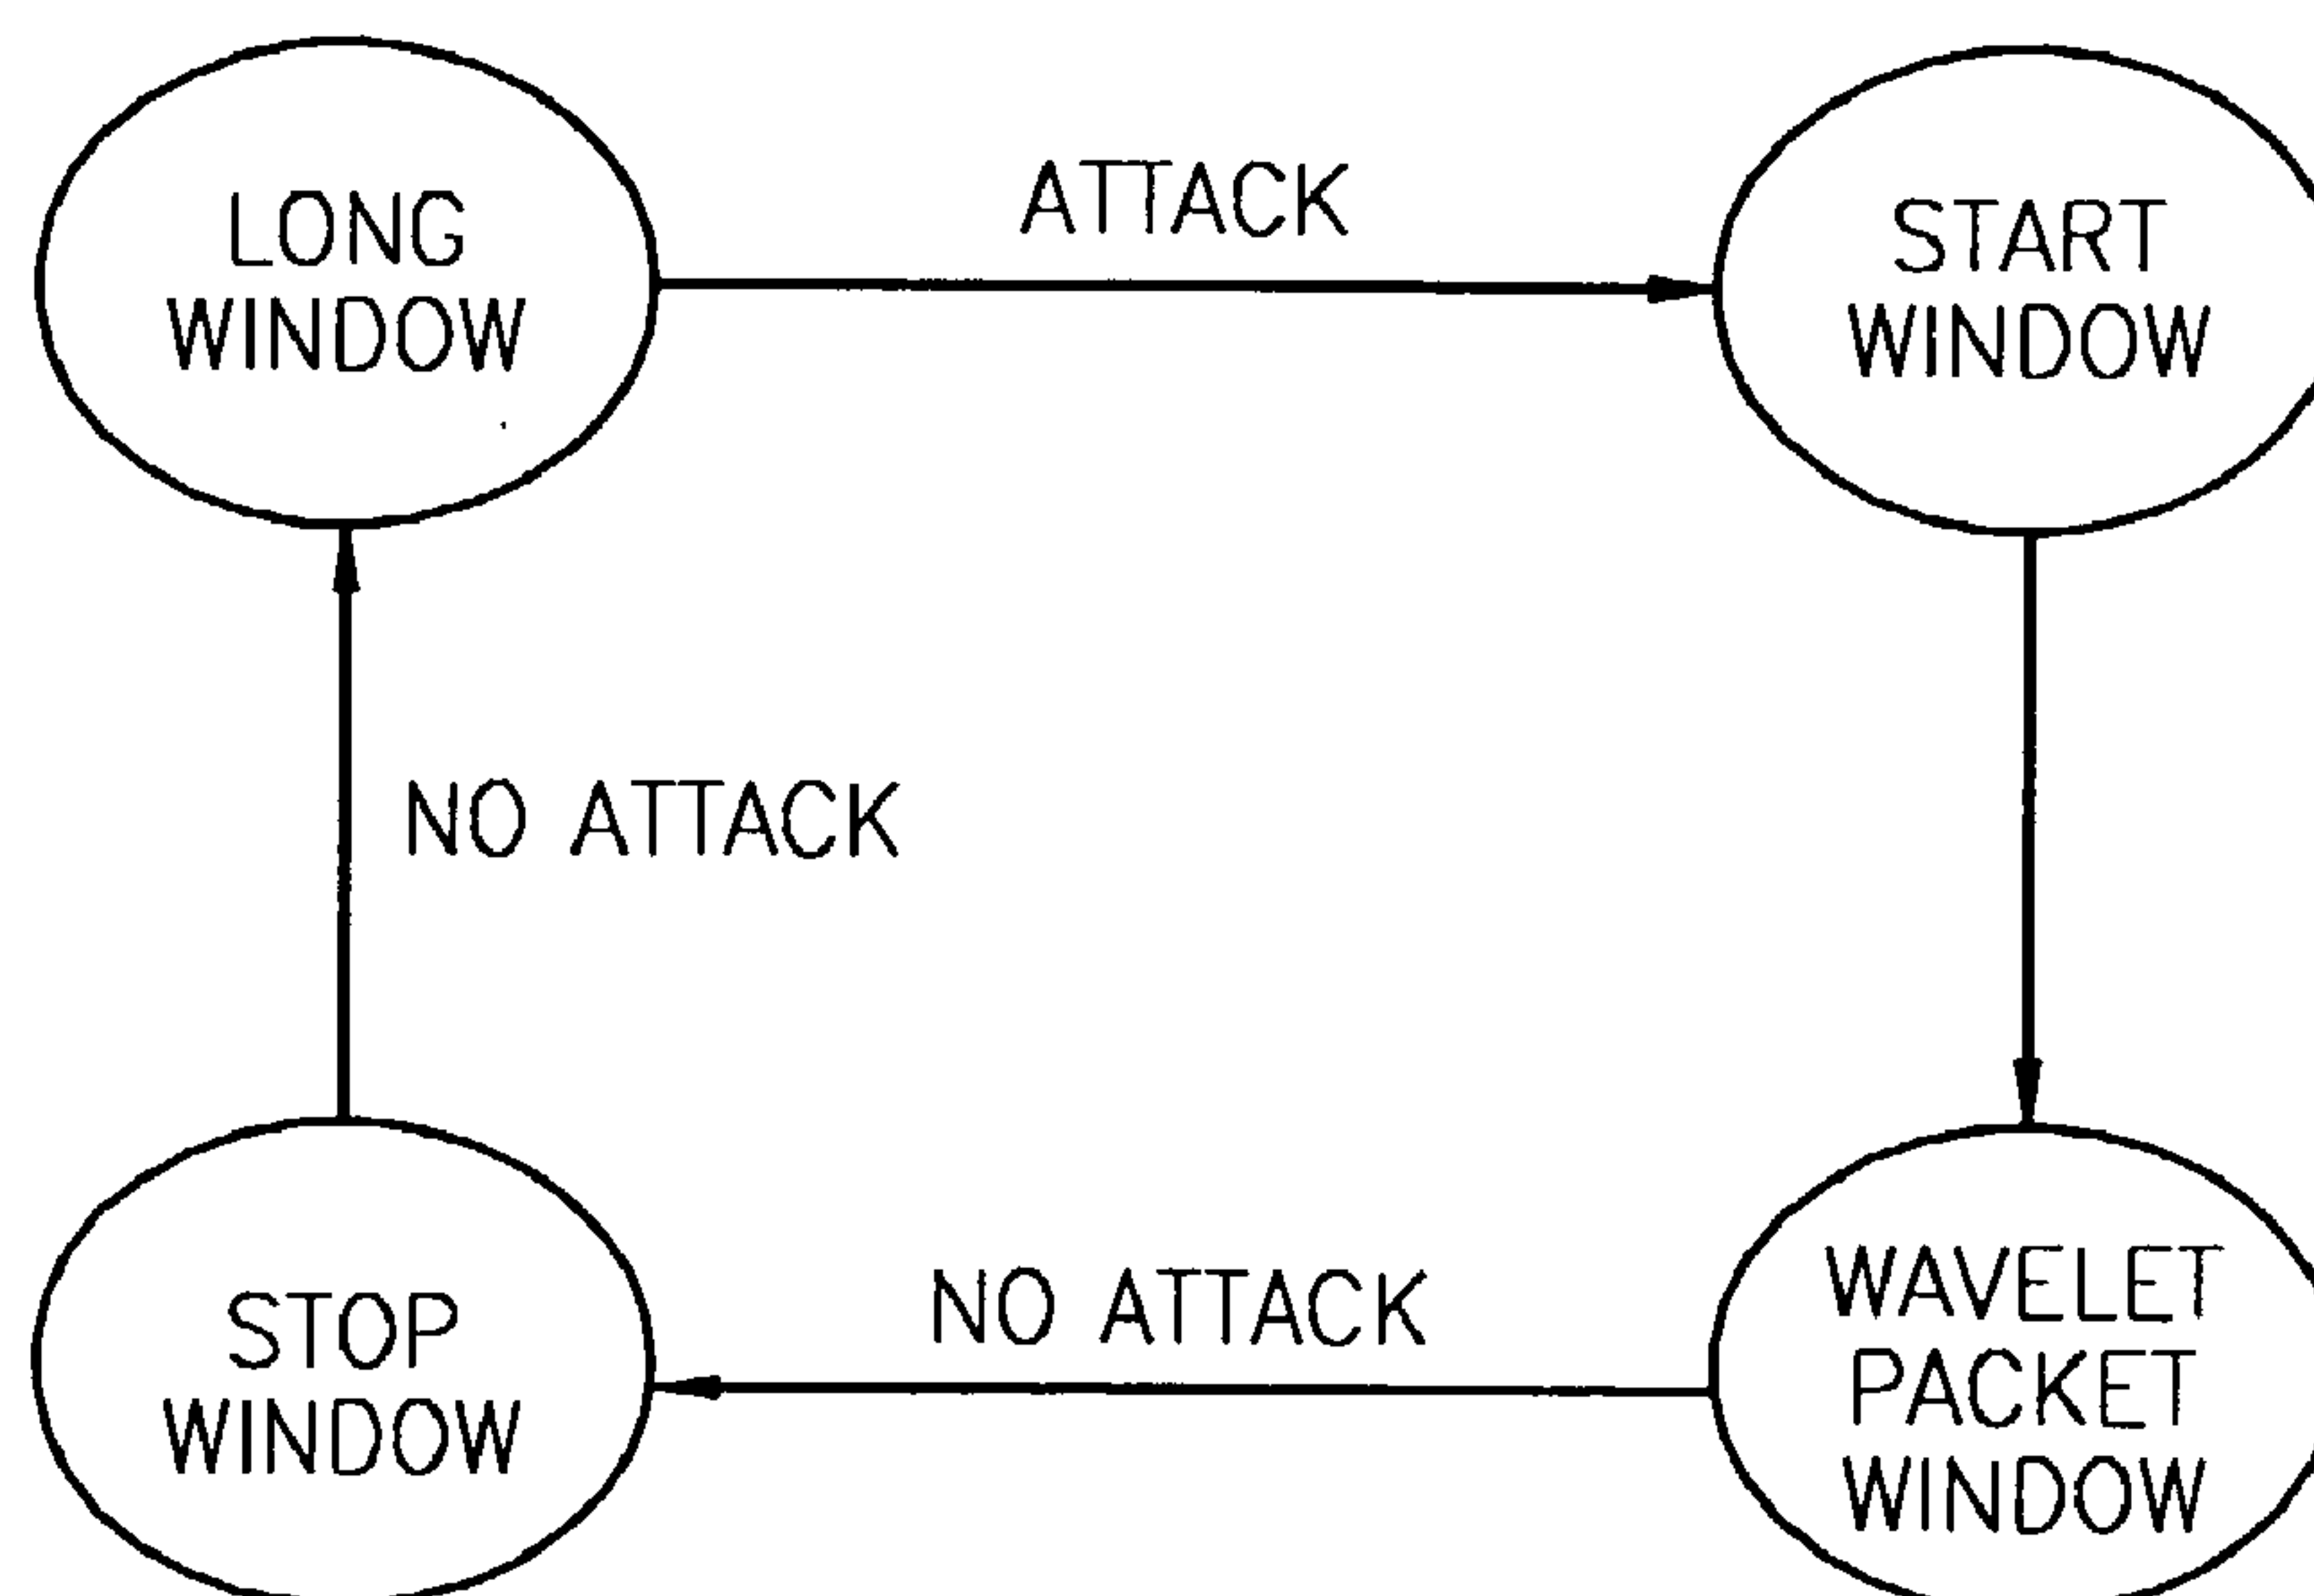 LONG
WINDOW
ATTACK
START
WINDOW
NO ATTACK
STOP
WINDOW
NO ATTACK
WAVELET
PACKET
WINDOW